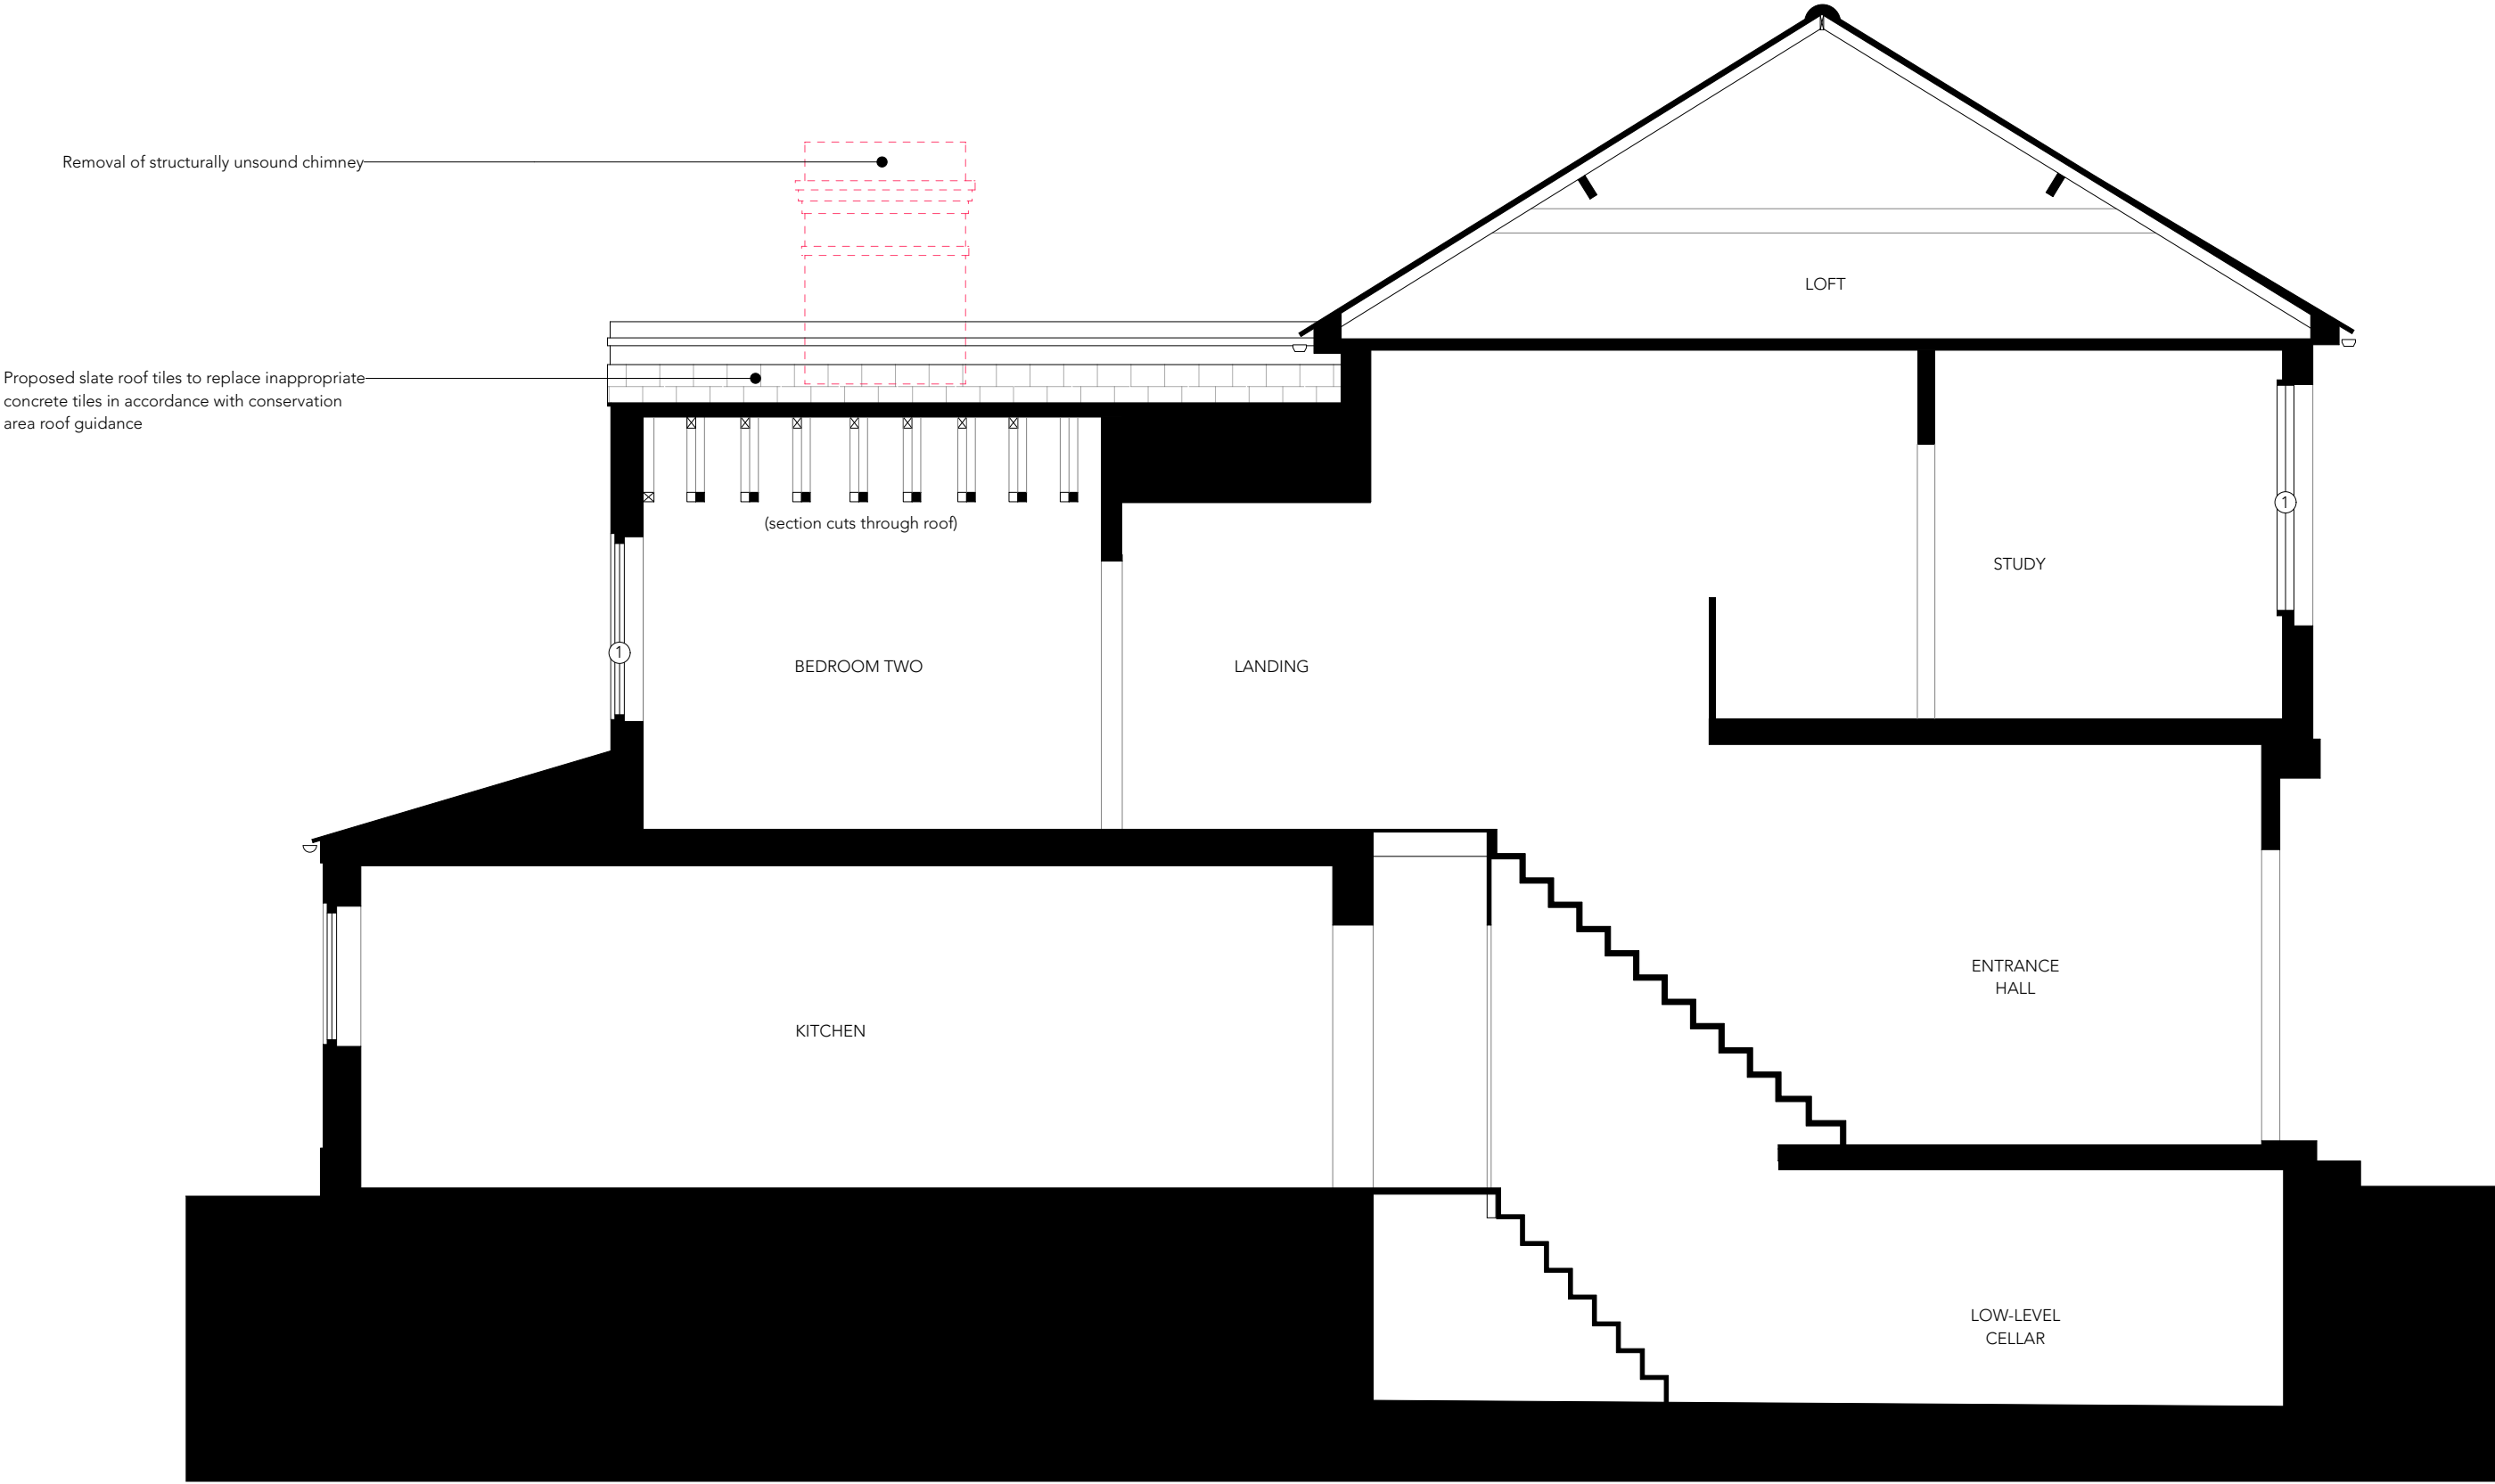 Removal of structurally unsound chimney
LOFT
Proposed slate roof tiles to replace inappropriate
concrete tiles in accordance with conservation
area roof guidance
1
(section cuts through roof)
STUDY
1
BEDROOM TWO
LANDING
ENTRANCE
HALL
KITCHEN
LOW-LEVEL
CELLAR